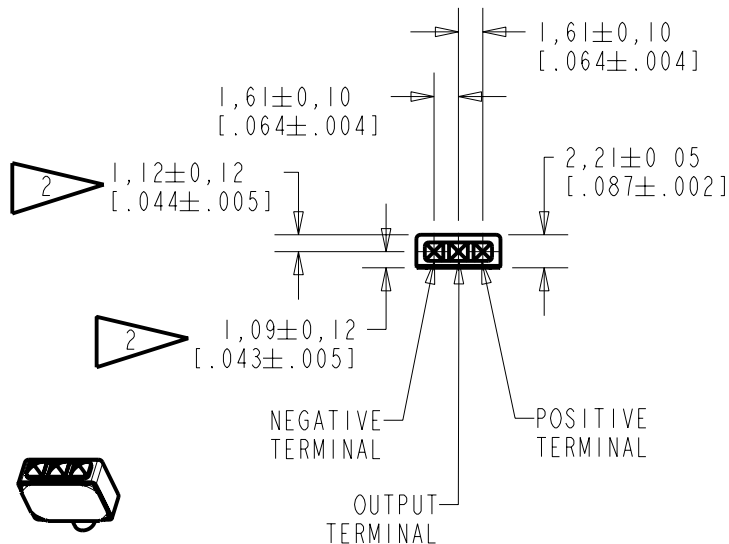 1,61±0,10
[.064±.004]
1,61±0,10
[.064±.004]
2
1,12±0,12
[.044±.005]
2,21±0 05
[.087±.002]
2
1,09±0,12
[.043±.005]
NEGATIVE
TERMINAL
POSITIVE
TERMINAL
OUTPUT
TERMINAL